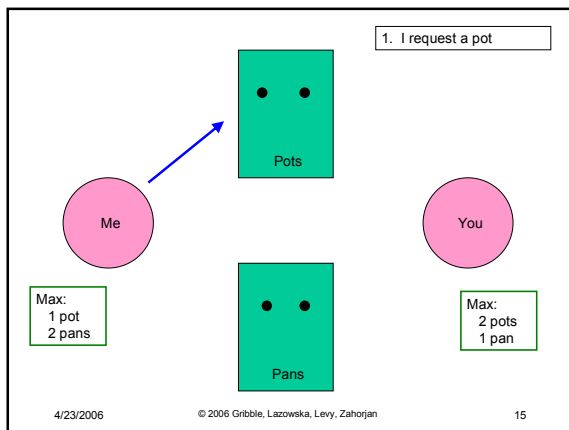 1. I request a pot
Pots
Me
You
Max:
1 pot
2 pans
Max:
2 pots
1 pan
Pans
4/23/2006
© 2006 Gribble, Lazowska, Levy, Zahorjan
15